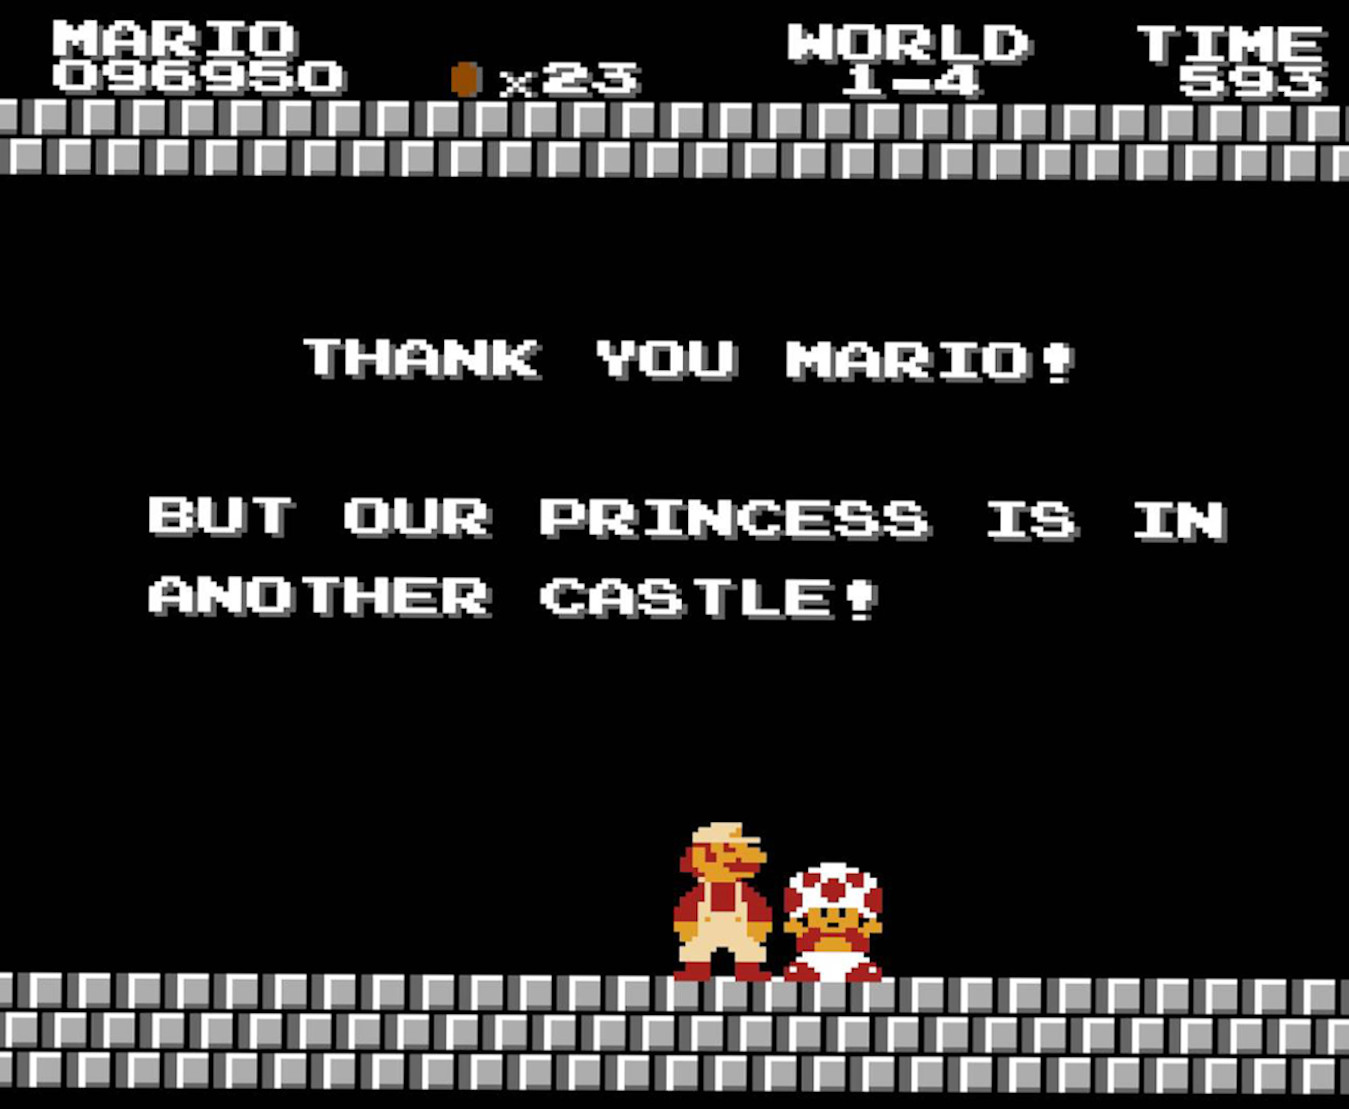 MARIO WORLD TIME
096950 x23 1-4 593
THANK YOU MARIO!
BUT OUR PRINCESS IS IN
ANOTHER CASTLE!